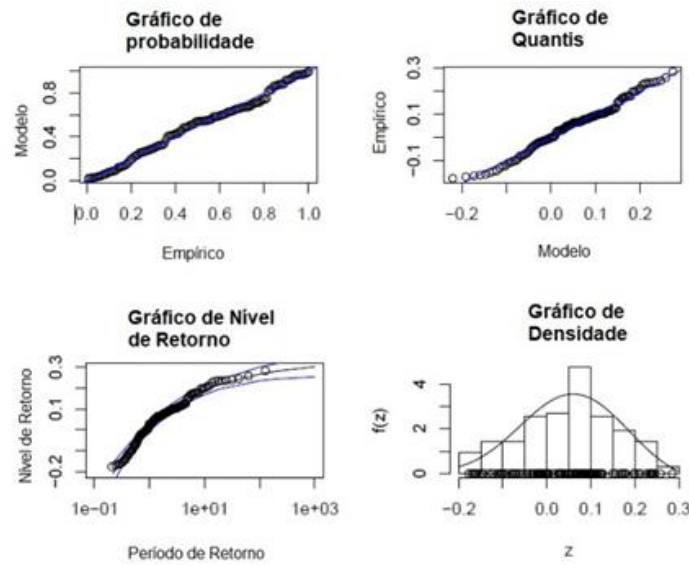 Gráfico de
probabilidade
Modelo
0.0 0.4 0.8
0.0 0.2 0.4 0.6 0.8 1.0
Empírico
Gráfico de
Quantis
Empírico
−0.1 0.1 0.3
−0.2 0.0 0.1 0.2
Modelo
Gráfico de Nível
de Retorno
Nível de Retorno
−0.2 0.1 0.3
1e−01 1e+01 1e+03
Período de Retorno
Gráfico de
Densidade
f(z)
0 2 4
−0.2 0.0 0.1 0.2 0.3
z